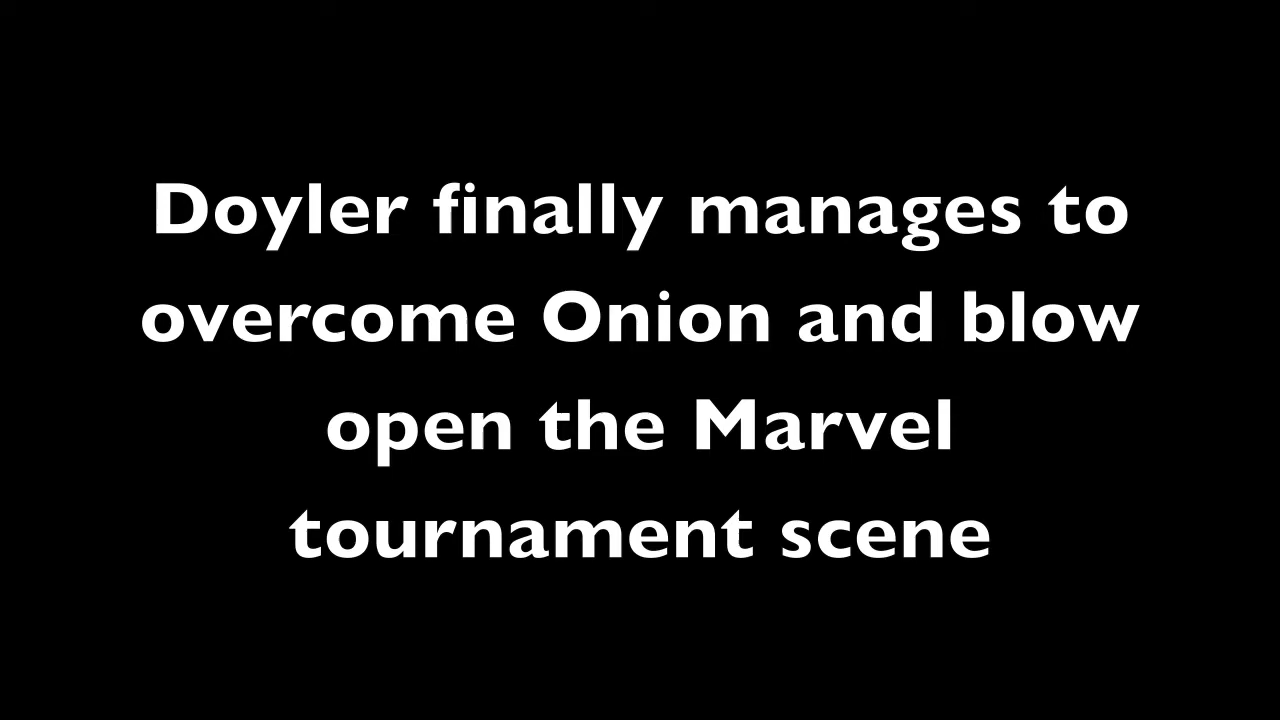 Doyler finally manages to
overcome Onion and blow
open the Marvel
tournament scene